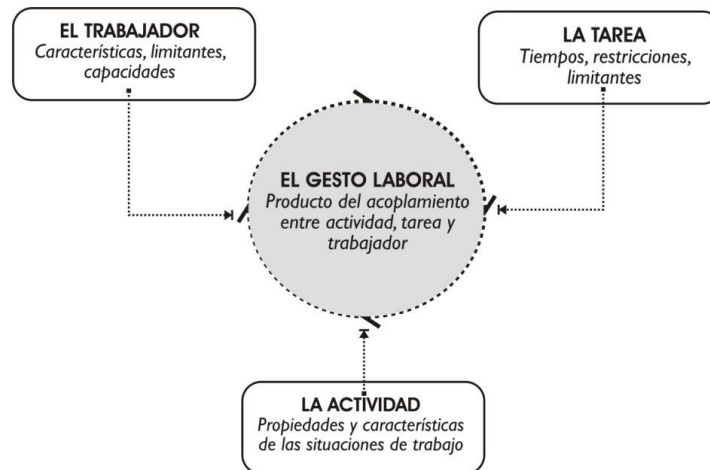 EL TRABAJADOR
Características, limitantes,
capacidades
LA TAREA
Tiempos, restricciones,
limitantes
EL GESTO LABORAL
Producto del acoplamiento
entre actividad, tarea y
trabajador
LA ACTIVIDAD
Propiedades y características
de las situaciones de trabajo